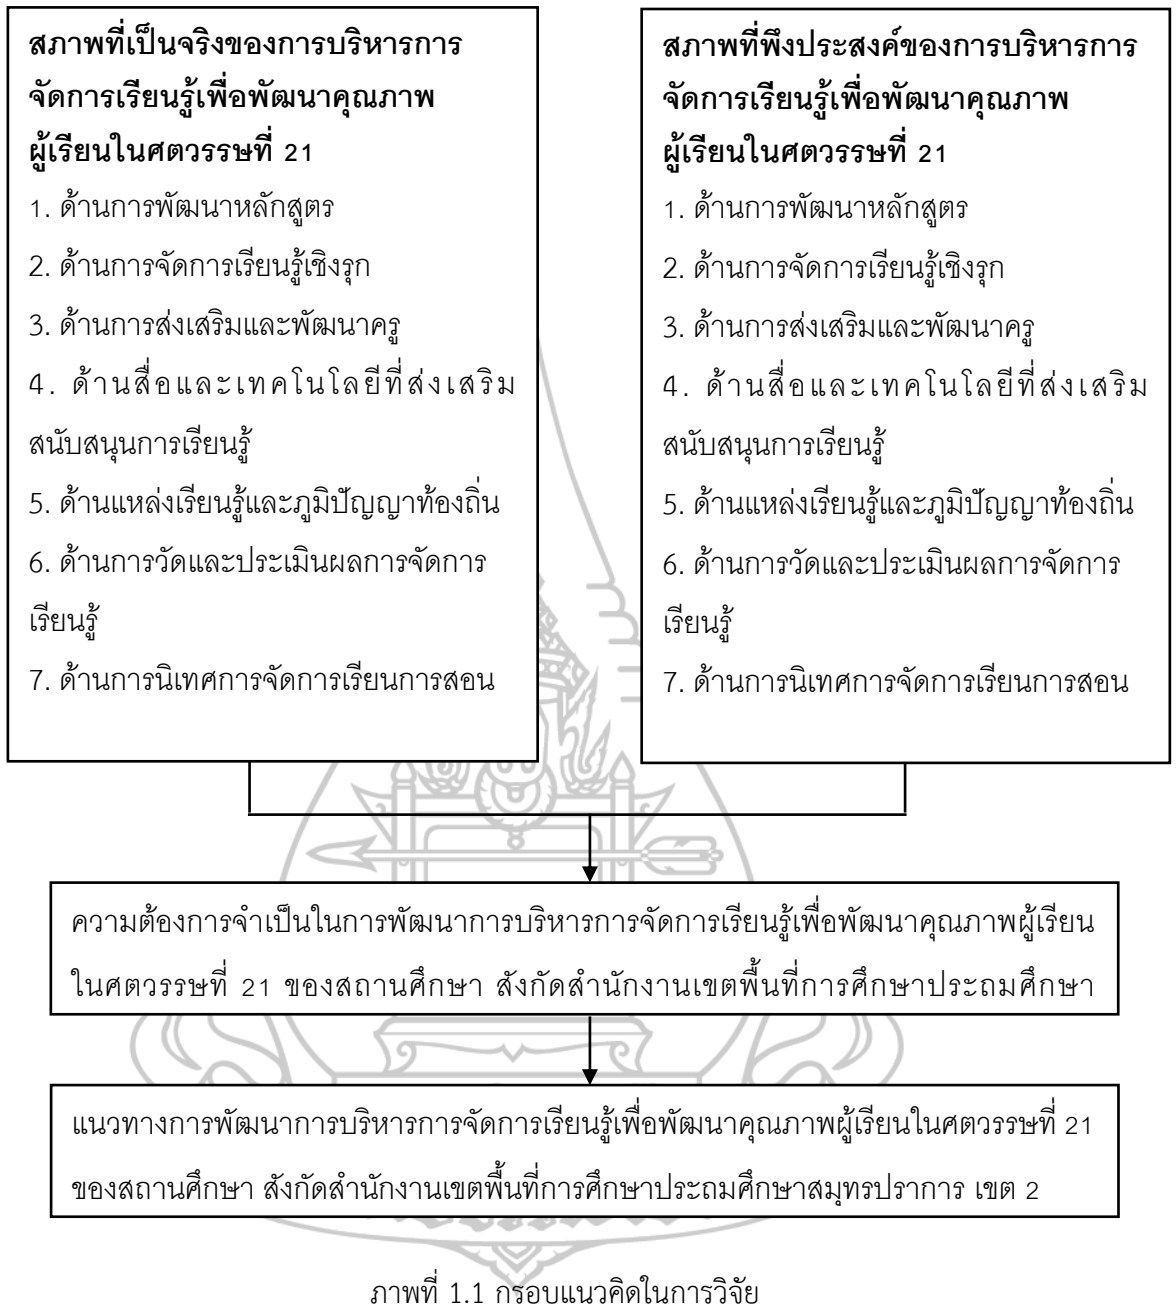 สภาพที่เป็นจริงของการบริหารการ
จัดการเรียนรู้เพื่อพัฒนาคุณภาพ
ผู้เรียนในศตวรรษที่ 21
1. ด้านการพัฒนาหลักสูตร
2. ด้านการจัดการเรียนรู้เชิงรุก
3. ด้านการส่งเสริมและพัฒนาครู
4. ด้านสื่อและเทคโนโลยีที่ส่งเสริม
สนับสนุนการเรียนรู้
5. ด้านแหล่งเรียนรู้และภูมิปัญญาท้องถิ่น
6. ด้านการวัดและประเมินผลการจัดการ
เรียนรู้
7. ด้านการนิเทศการจัดการเรียนการสอน
สภาพที่พึงประสงค์ของการบริหารการ
จัดการเรียนรู้เพื่อพัฒนาคุณภาพ
ผู้เรียนในศตวรรษที่ 21
1. ด้านการพัฒนาหลักสูตร
2. ด้านการจัดการเรียนรู้เชิงรุก
3. ด้านการส่งเสริมและพัฒนาครู
4. ด้านสื่อและเทคโนโลยีที่ส่งเสริม
สนับสนุนการเรียนรู้
5. ด้านแหล่งเรียนรู้และภูมิปัญญาท้องถิ่น
6. ด้านการวัดและประเมินผลการจัดการ
เรียนรู้
7. ด้านการนิเทศการจัดการเรียนการสอน
ความต้องการจำเป็นในการพัฒนาการบริหารการจัดการเรียนรู้เพื่อพัฒนาคุณภาพผู้เรียน
ในศตวรรษที่ 21 ของสถานศึกษา สังกัดสำนักงานเขตพื้นที่การศึกษาประถมศึกษา
แนวทางการพัฒนาการบริหารการจัดการเรียนรู้เพื่อพัฒนาคุณภาพผู้เรียนในศตวรรษที่ 21
ของสถานศึกษา สังกัดสำนักงานเขตพื้นที่การศึกษาประถมศึกษาสมุทรปราการ เขต 2
ภาพที่ 1.1 กรอบแนวคิดในการวิจัย